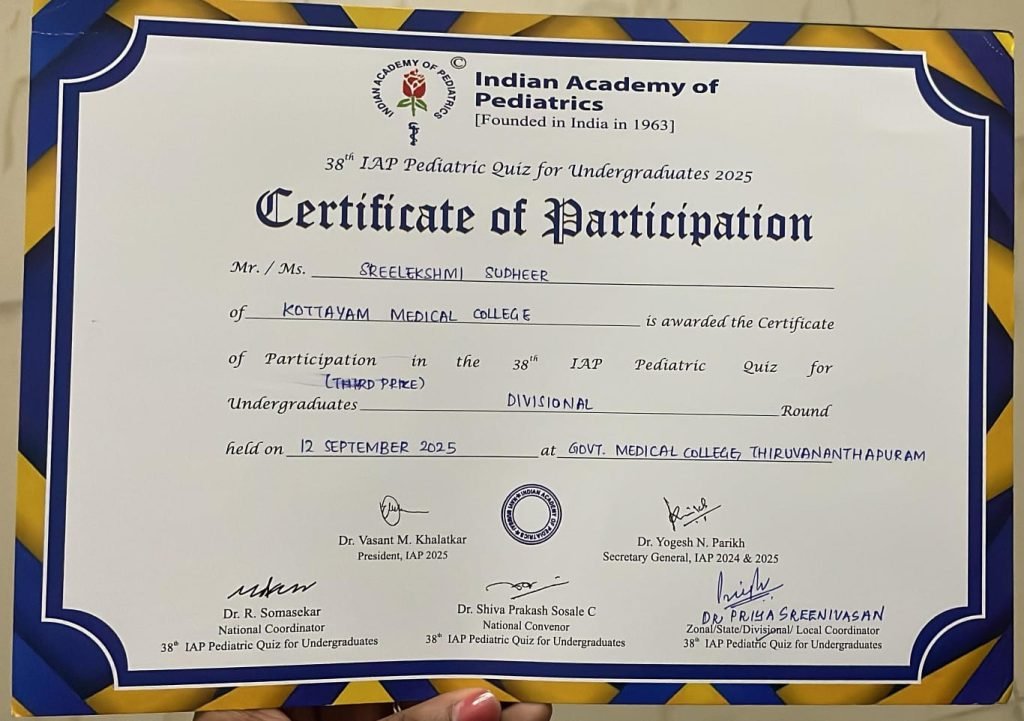 INDIAN ACADEMY OF PEDIATRICS
©
Indian Academy of
Pediatrics
[Founded in India in 1963]
38th IAP Pediatric Quiz for Undergraduates 2025
Certificate of Participation
Mr. / Ms. SREELEKSHMI SUDHEER
of KOTTAYAM MEDICAL COLLEGE is awarded the Certificate
of Participation in the 38th IAP Pediatric Quiz for
(THIRD PRIZE)
Undergraduates DIVISIONAL Round
held on 12 SEPTEMBER 2025 at GOVT. MEDICAL COLLEGE, THIRUVANANTHAPURAM
INDIAN ACADEMY OF PEDIATRICS
Dr. Vasant M. Khalatkar
President, IAP 2025
Dr. Yogesh N. Parikh
Secretary General, IAP 2024 & 2025
Dr. R. Somasekar
National Coordinator
38th IAP Pediatric Quiz for Undergraduates
Dr. Shiva Prakash Sosale C
National Convenor
38th IAP Pediatric Quiz for Undergraduates
DR PRIYA SREENIVASAN
Zonal/State/Divisional/ Local Coordinator
38th IAP Pediatric Quiz for Undergraduates